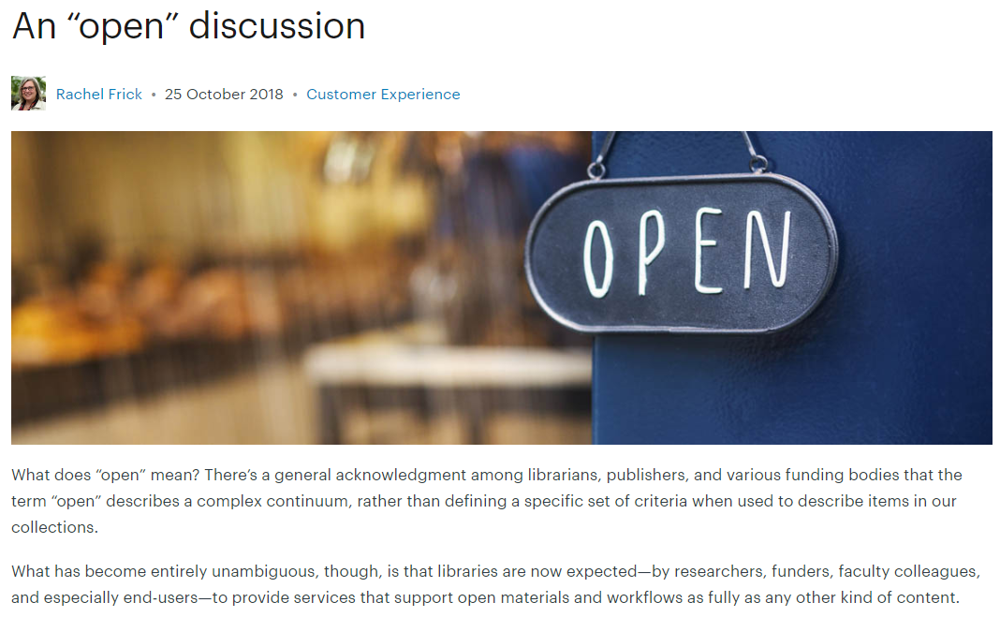 An “open” discussion
Rachel Frick • 25 October 2018 • Customer Experience
OPEN
What does “open” mean? There’s a general acknowledgment among librarians, publishers, and various funding bodies that the
term “open” describes a complex continuum, rather than defining a specific set of criteria when used to describe items in our
collections.
What has become entirely unambiguous, though, is that libraries are now expected—by researchers, funders, faculty colleagues,
and especially end-users—to provide services that support open materials and workflows as fully as any other kind of content.